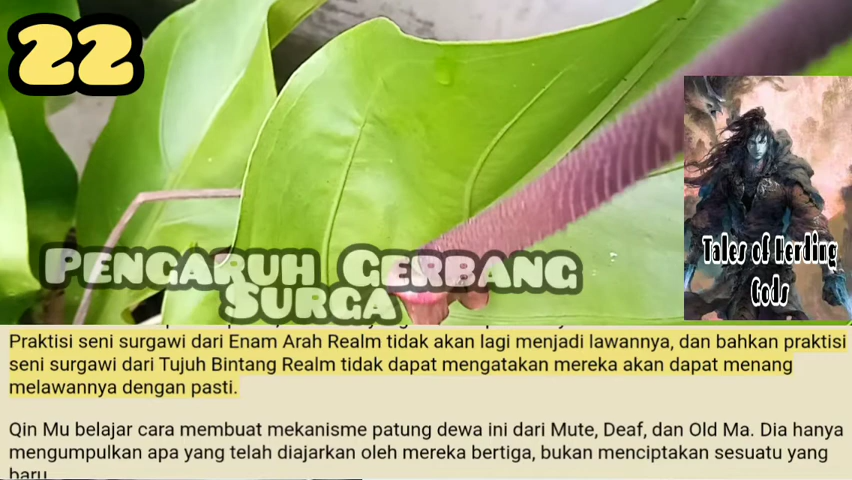 22
Tales of Herding
Gods
PENGARUH GERBANG
SURGA
Praktisi seni surgawi dari Enam Arah Realm tidak akan lagi menjadi lawannya, dan bahkan praktisi
seni surgawi dari Tujuh Bintang Realm tidak dapat mengatakan mereka akan dapat menang
melawannya dengan pasti.
Qin Mu belajar cara membuat mekanisme patung dewa ini dari Mute, Deaf, dan Old Ma. Dia hanya
mengumpulkan apa yang telah diajarkan oleh mereka bertiga, bukan menciptakan sesuatu yang
baru